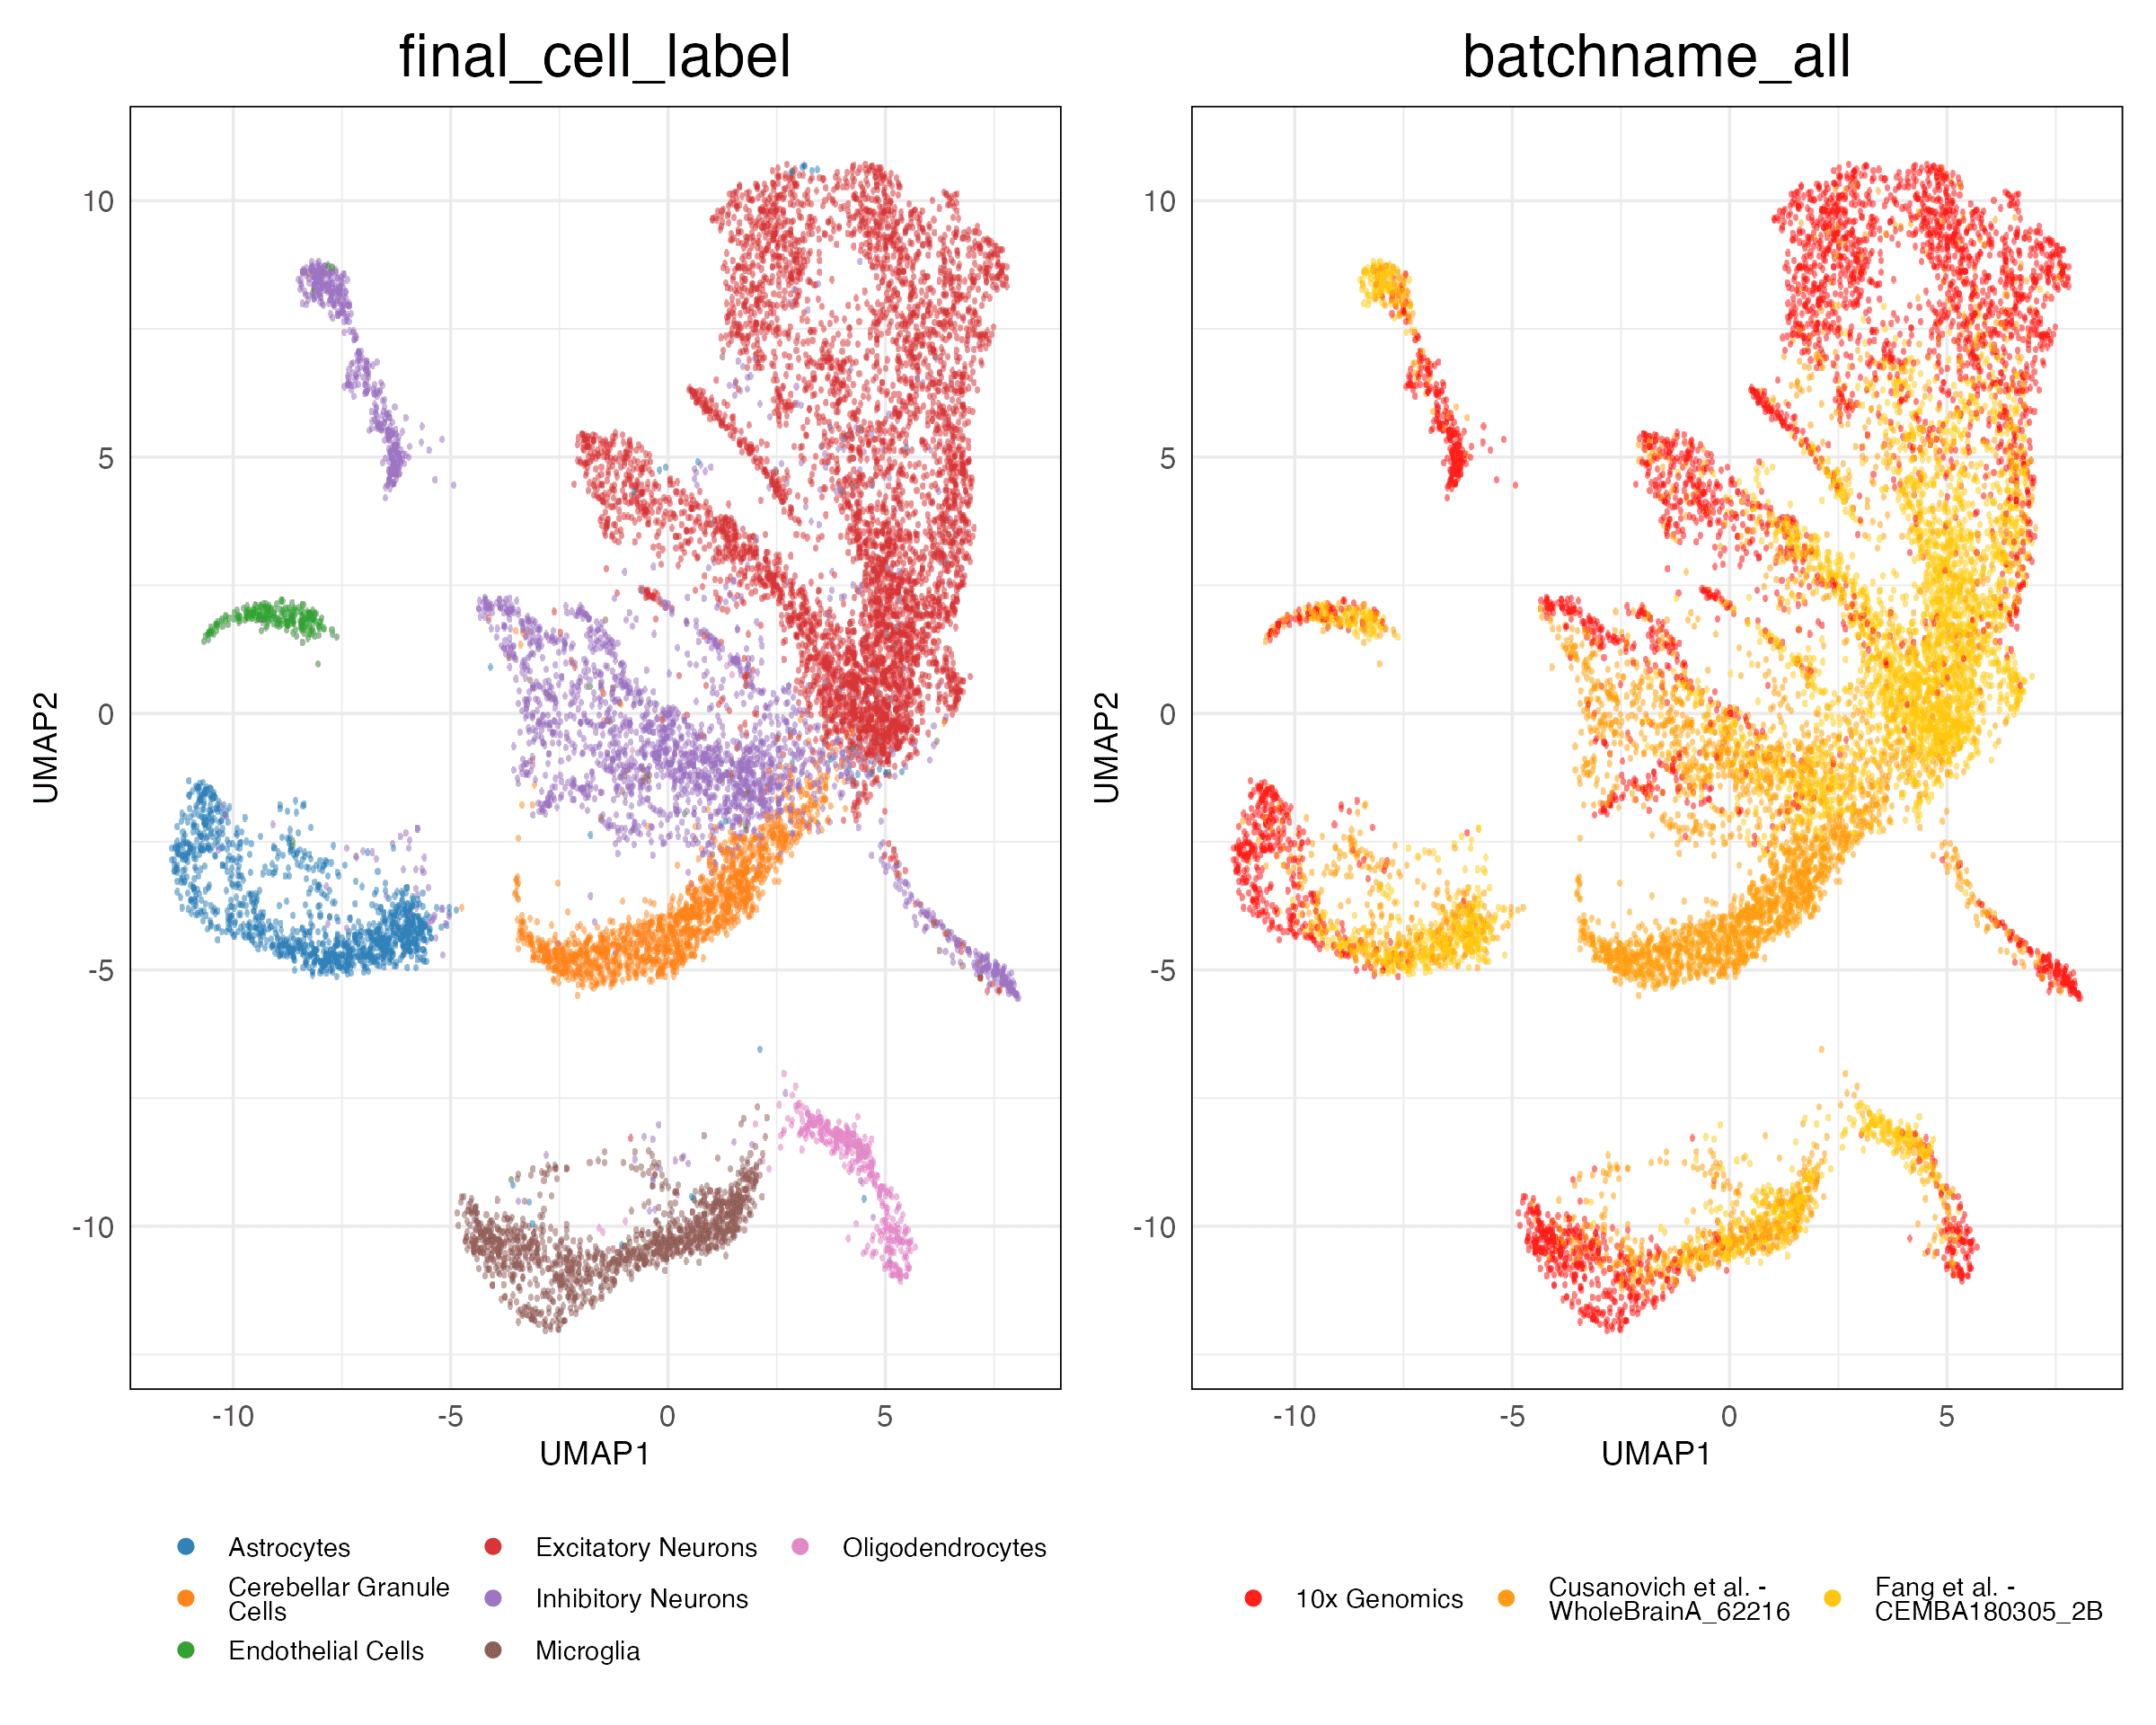 final_cell_label
batchname_all
10
5
0
-5
-10
UMAP2
-10
-5
0
5
UMAP1
10
5
0
-5
-10
UMAP2
-10
-5
0
5
UMAP1
Astrocytes
Cerebellar Granule
Cells
Endothelial Cells
Excitatory Neurons
Inhibitory Neurons
Microglia
Oligodendrocytes
10x Genomics
Cusanovich et al. -
WholeBrainA_62216
Fang et al. -
CEMBA180305_2B